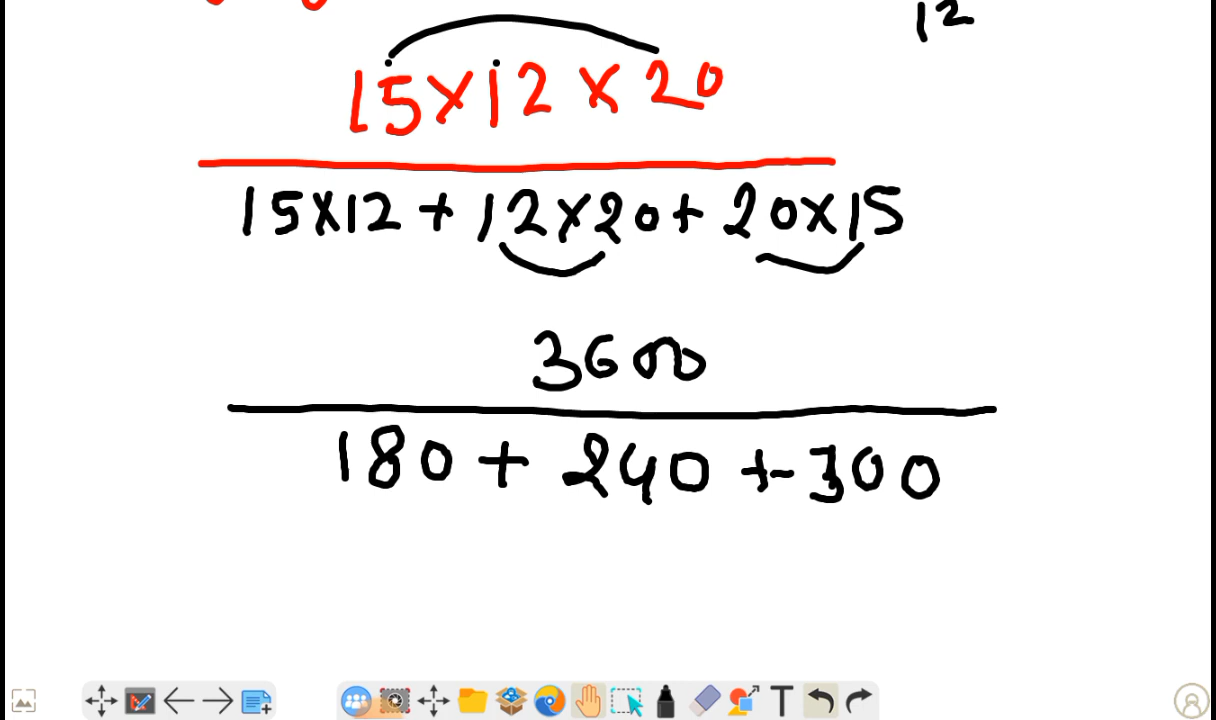 12
15×12×20
15×12 + 12×20 + 20×15
3600
180 + 240 + 300
T